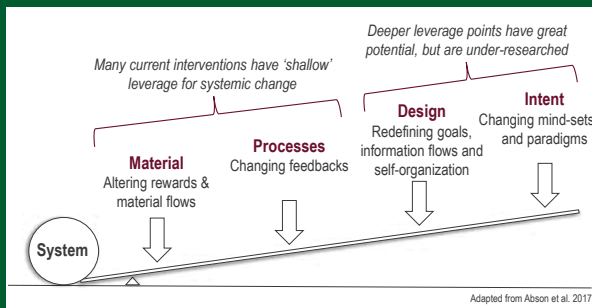 Many current interventions have ‘shallow’
leverage for systemic change
Deeper leverage points have great
potential, but are under-researched
Material
Altering rewards &
material flows
Processes
Changing feedbacks
Design
Redefining goals,
information flows and
self-organization
Intent
Changing mind-sets
and paradigms
System
Adapted from Abson et al. 2017